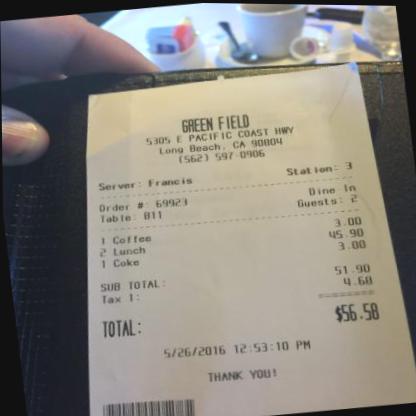 GREEN FIELD
5305 E PACIFIC COAST HWY
Long Beach, CA 90804
(562) 597-0906
Server: Francis Station: 3
Order #: 69923 Dine In
Table: B11 Guests: 2
1 Coffee 3.00
2 Lunch 45.90
1 Coke 3.00
SUB TOTAL: 51.90
Tax 1: 4.68
TOTAL: $56.58
5/26/2016 12:53:10 PM
THANK YOU!